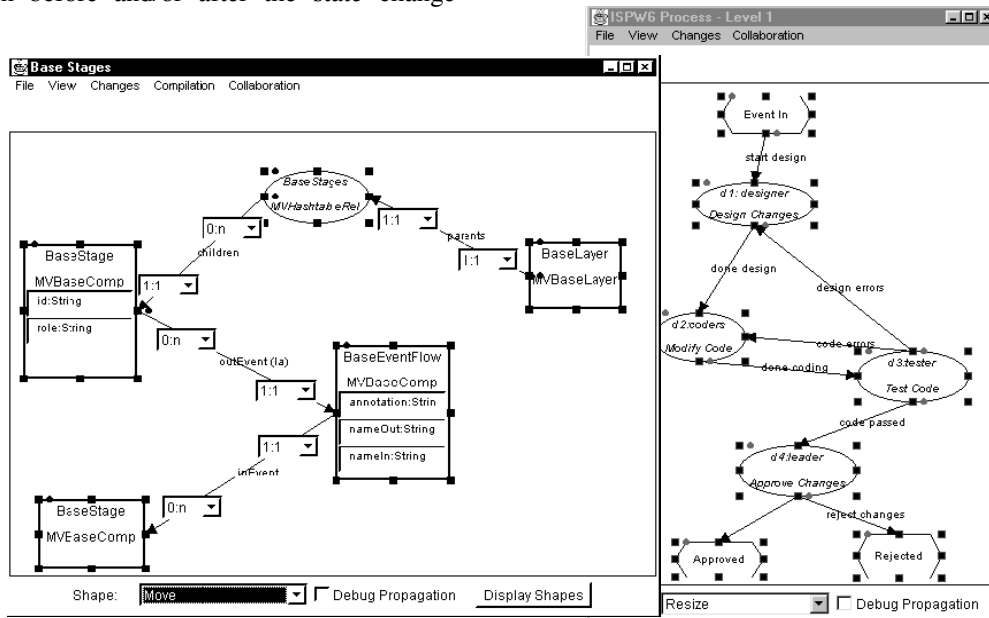 before and/or after the state change
ISPW6 Process - Level 1
File View Changes Collaboration
Base Stages
File View Changes Compilation Collaboration
Event In
start design
d1: designer
Design Changes
done design
design errors
d2:coders
Modify Code
code errors
done coding
d3:tester
Test Code
code passed
d4:leader
Approve Changes
reject changes
Approved
Rejected
Resize
Debug Propagation
BaseStages
MVHashtableRel
0:n
children
1:1
1:1
parents
1:1
BaseStage
MVBaseComp
id:String
role:String
BaseLayer
MVBaseLayer
0:n
outEvent (la)
1:1
BaseEventFlow
MVBaseComp
annotation:Strin
nameOut:String
nameIn:String
1:1
inEvent
0:n
BaseStage
MVBaseComp
Shape: Move
Debug Propagation
Display Shapes